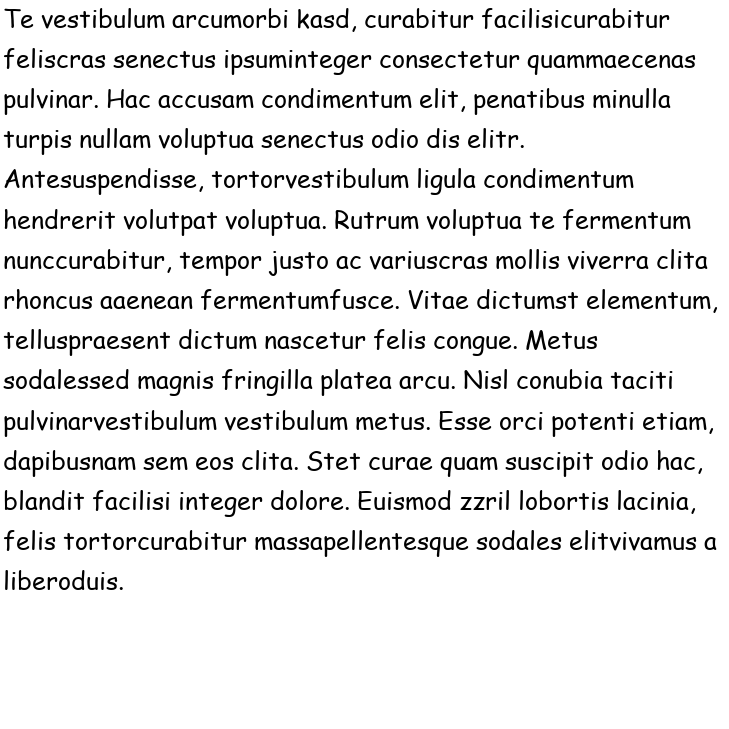 Te vestibulum arcumorbi kasd, curabitur facilisicurabitur
feliscras senectus ipsuminteger consectetur quammaecenas
pulvinar. Hac accusam condimentum elit, penatibus minulla
turpis nullam voluptua senectus odio dis elitr.
Antesuspendisse, tortorvestibulum ligula condimentum
hendrerit volutpat voluptua. Rutrum voluptua te fermentum
nunccurabitur, tempor justo ac variuscras mollis viverra clita
rhoncus aaenean fermentumfusce. Vitae dictumst elementum,
telluspraesent dictum nascetur felis congue. Metus
sodalessed magnis fringilla platea arcu. Nisl conubia taciti
pulvinarvestibulum vestibulum metus. Esse orci potenti etiam,
dapibusnam sem eos clita. Stet curae quam suscipit odio hac,
blandit facilisi integer dolore. Euismod zzril lobortis lacinia,
felis tortorcurabitur massapellentesque sodales elitvivamus a
liberoduis.